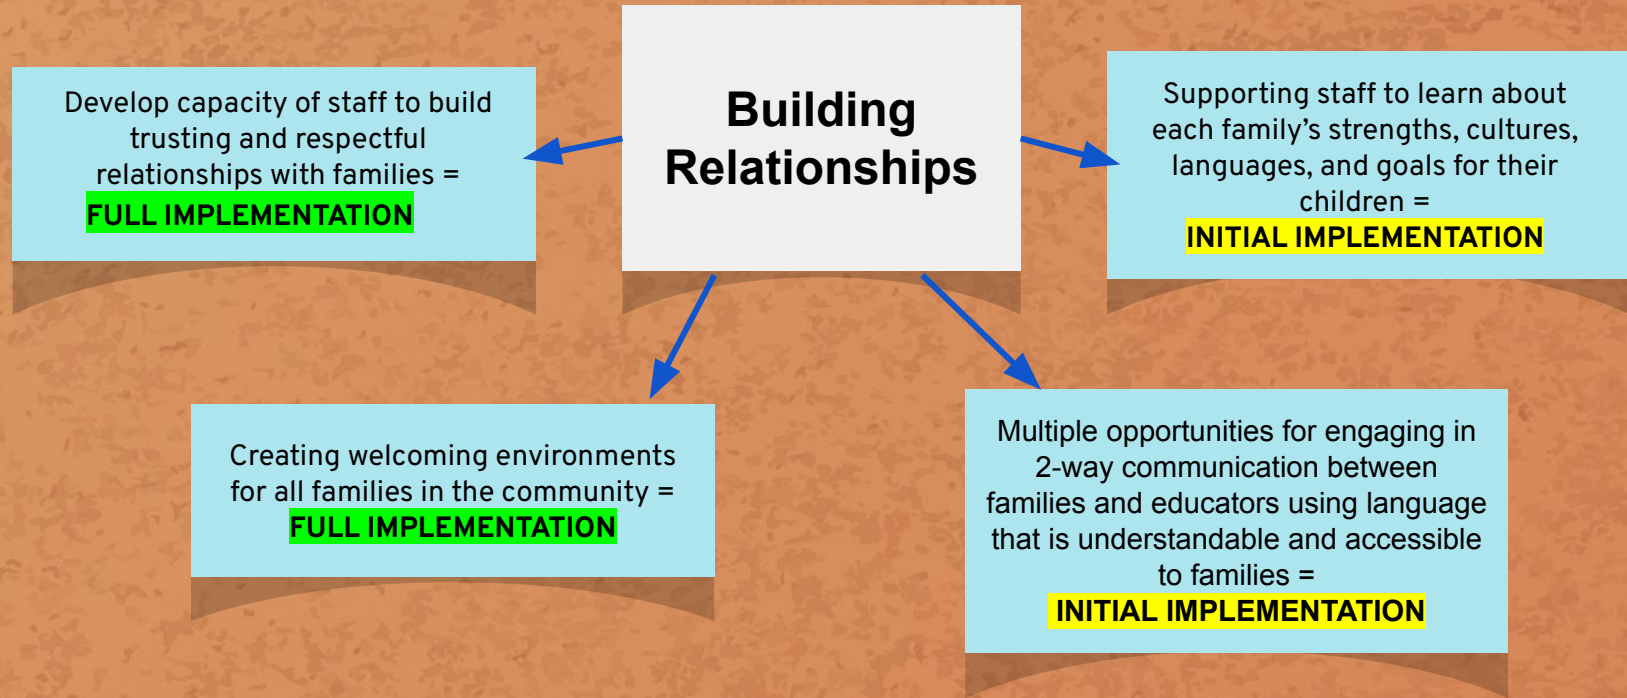 Building
Relationships
Develop capacity of staff to build
trusting and respectful
relationships with families =
FULL IMPLEMENTATION
Supporting staff to learn about
each family’s strengths, cultures,
languages, and goals for their
children =
INITIAL IMPLEMENTATION
Creating welcoming environments
for all families in the community =
FULL IMPLEMENTATION
Multiple opportunities for engaging in
2-way communication between
families and educators using language
that is understandable and accessible
to families =
INITIAL IMPLEMENTATION